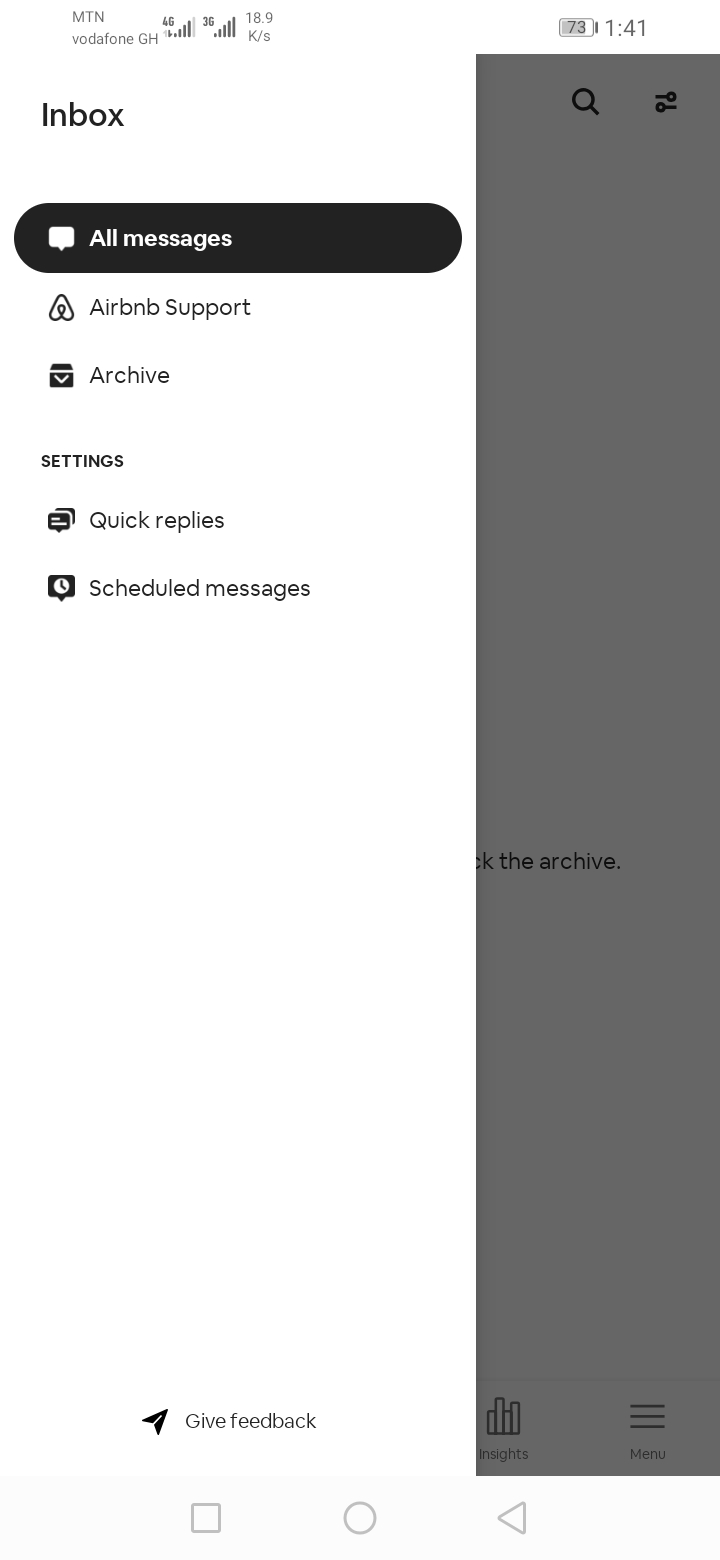 MTN
vodafone GH
4G
3G
18.9
K/s
73
1:41
Inbox
All messages
Airbnb Support
Archive
SETTINGS
Quick replies
Scheduled messages
the archive.
Give feedback
Insights
Menu